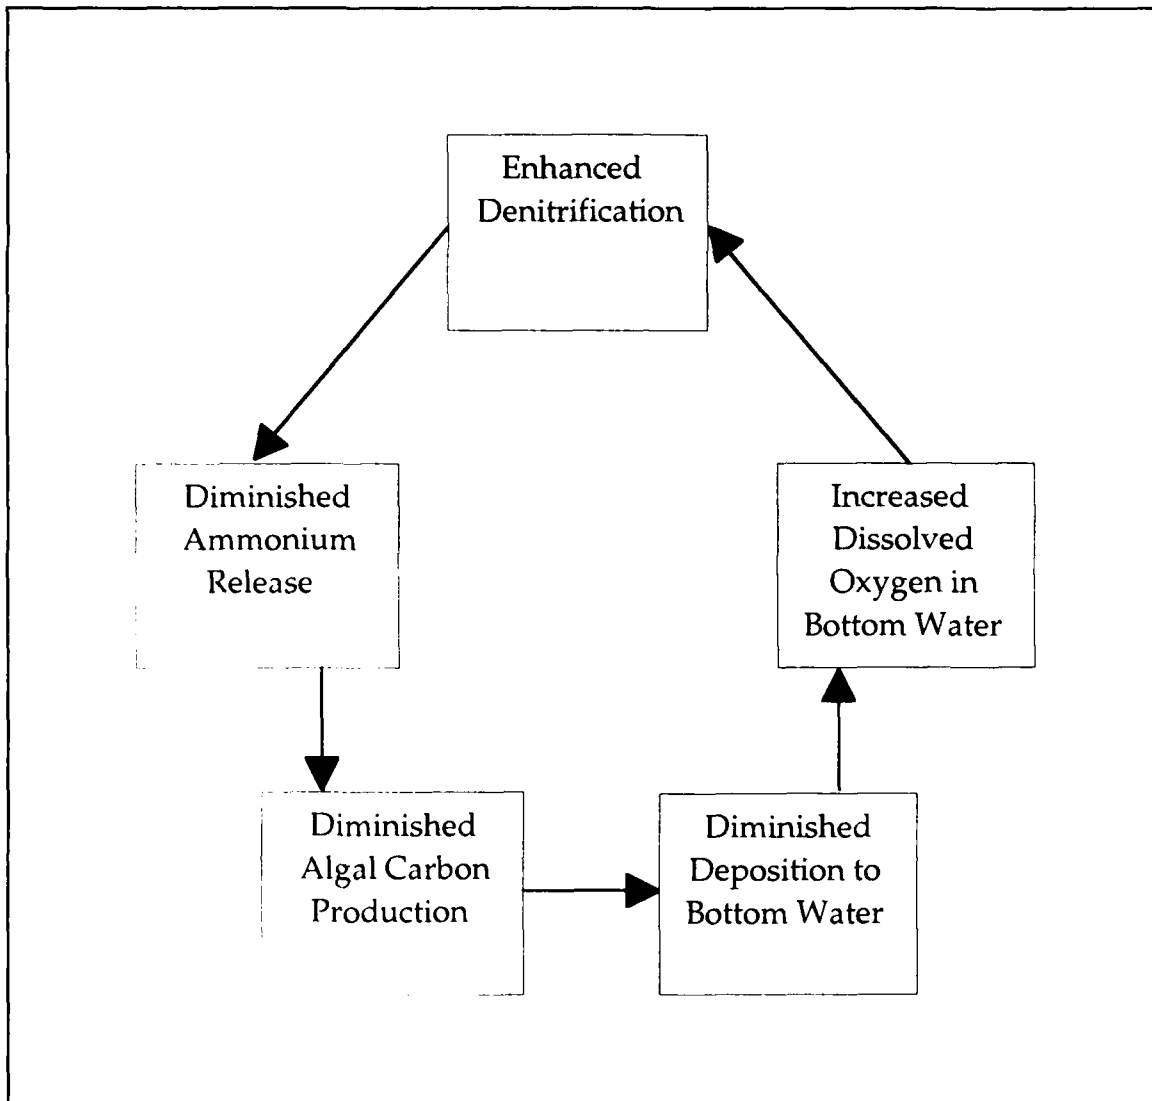 Enhanced
Denitrification
Diminished
Ammonium
Release
Increased
Dissolved
Oxygen in
Bottom Water
Diminished
Algal Carbon
Production
Diminished
Deposition to
Bottom Water